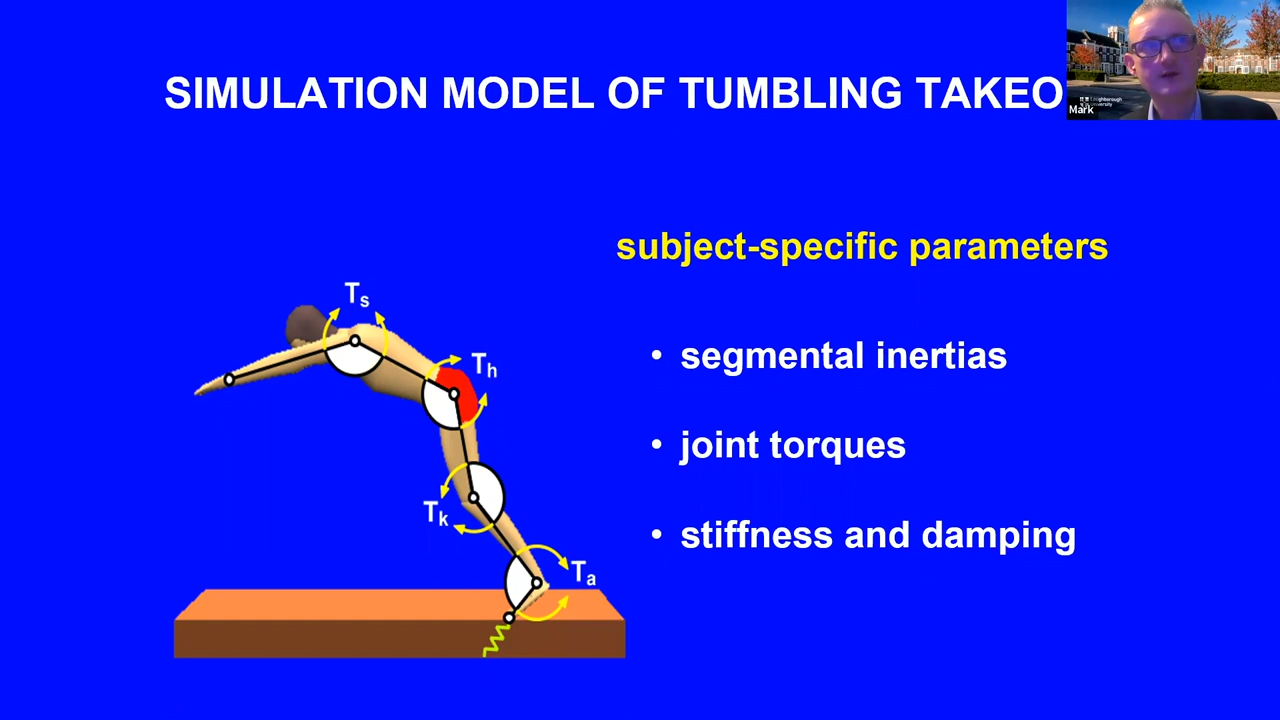 SIMULATION MODEL OF TUMBLING TAKEO
Mark
subject-specific parameters
Ts
Th
Tk
Ta
• segmental inertias
• joint torques
• stiffness and damping